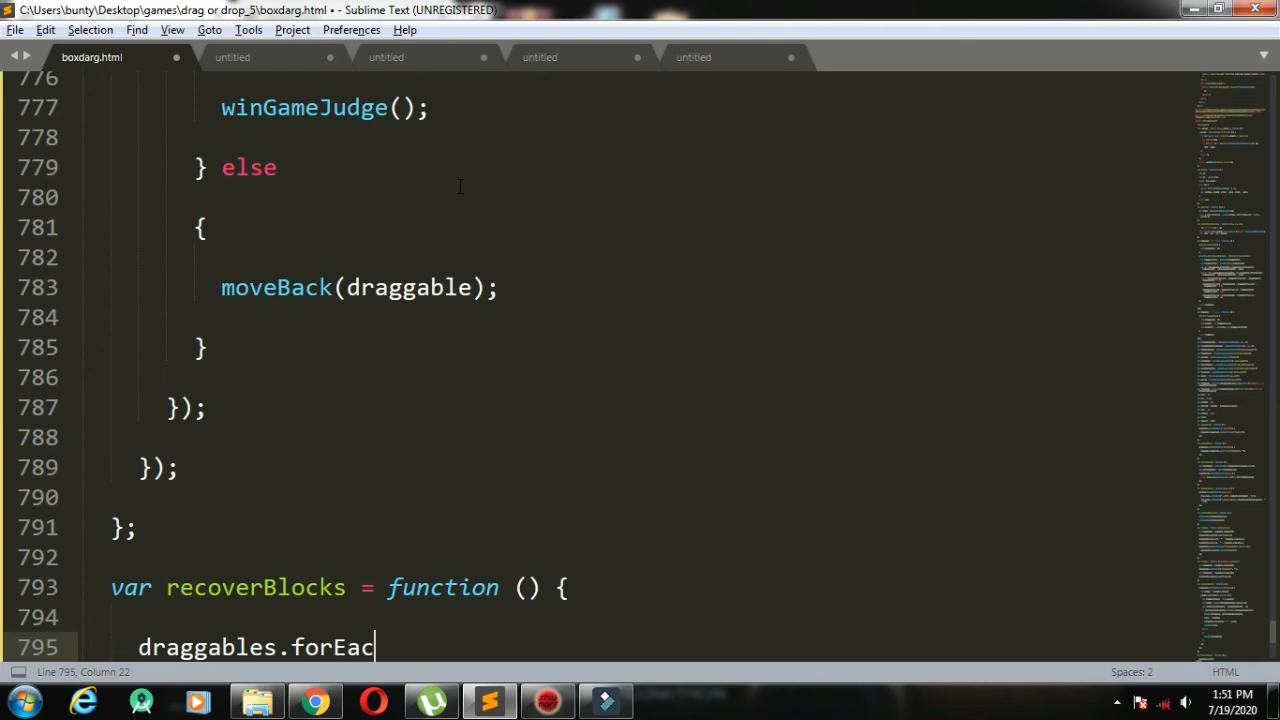 C:\Users\bunty\Desktop\games\drag or drop_5\boxdarg.html • - Sublime Text (UNREGISTERED)
File Edit Selection Find View Goto Tools Project Preferences Help
boxdarg.html untitled untitled untitled untitled
776
777 winGameJudge();
778
779 } else
780
781 {
782
783 moveBack(draggable);
784
785 }
786
787 });
788
789 });
790
791 };
792
793 var recoverBlocks = function() {
794
795 draggables.forEac
Line 795, Column 22 Spaces: 2 HTML
1:51 PM
7/19/2020